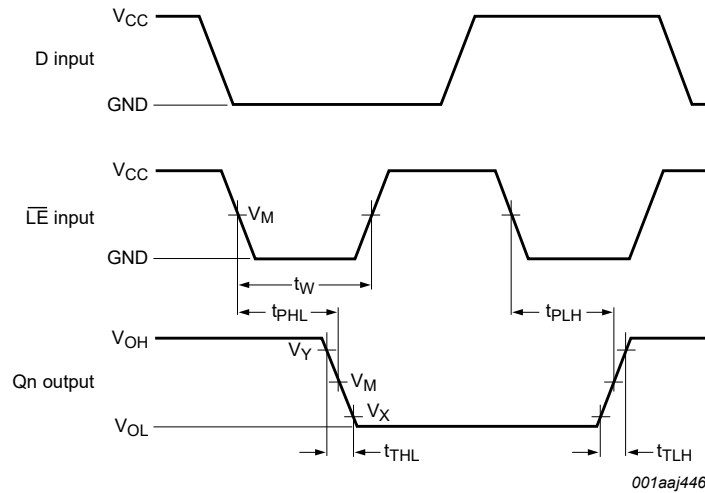 VCC
D input
GND
VCC
LE input
VM
GND
tW
tPHL
tPLH
VOH
VY
Qn output
VM
VX
VOL
tTHL
tTLH
001aaj446